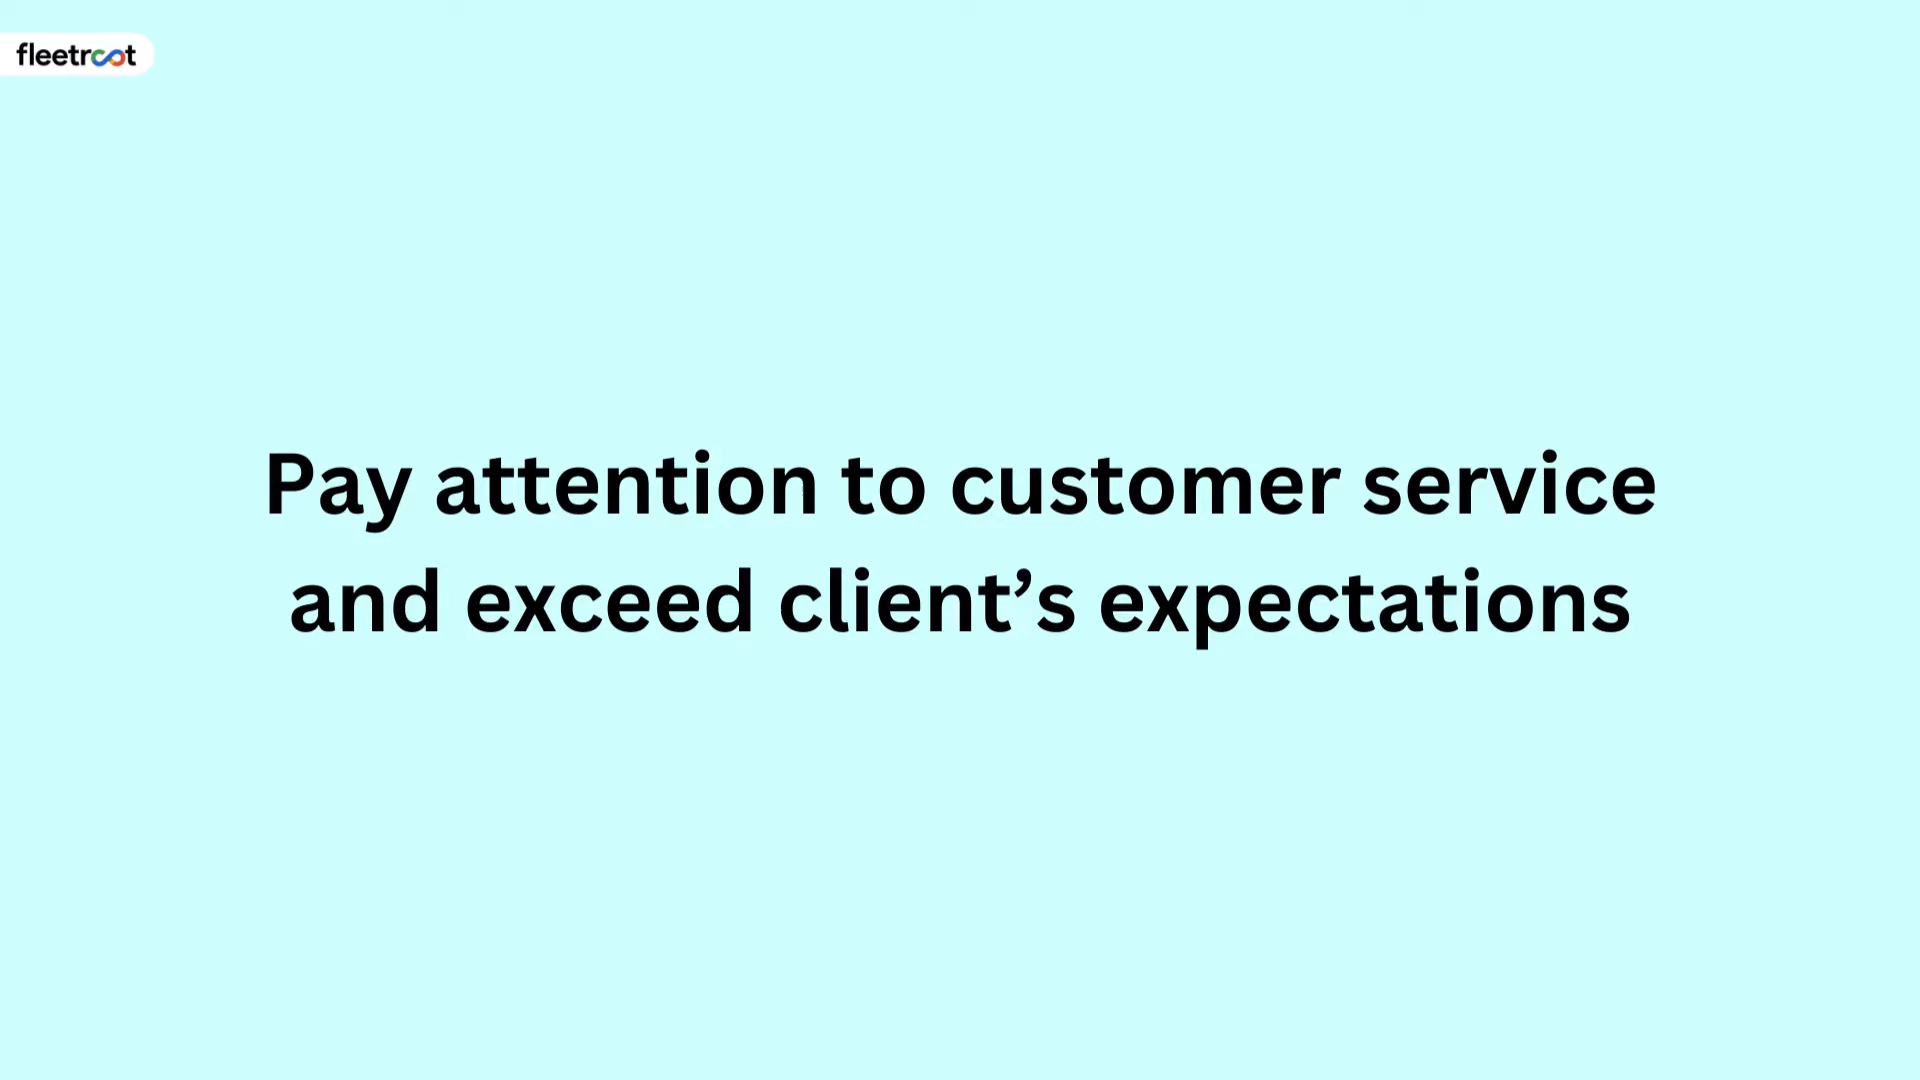 fleetroot
Pay attention to customer service
and exceed client’s expectations